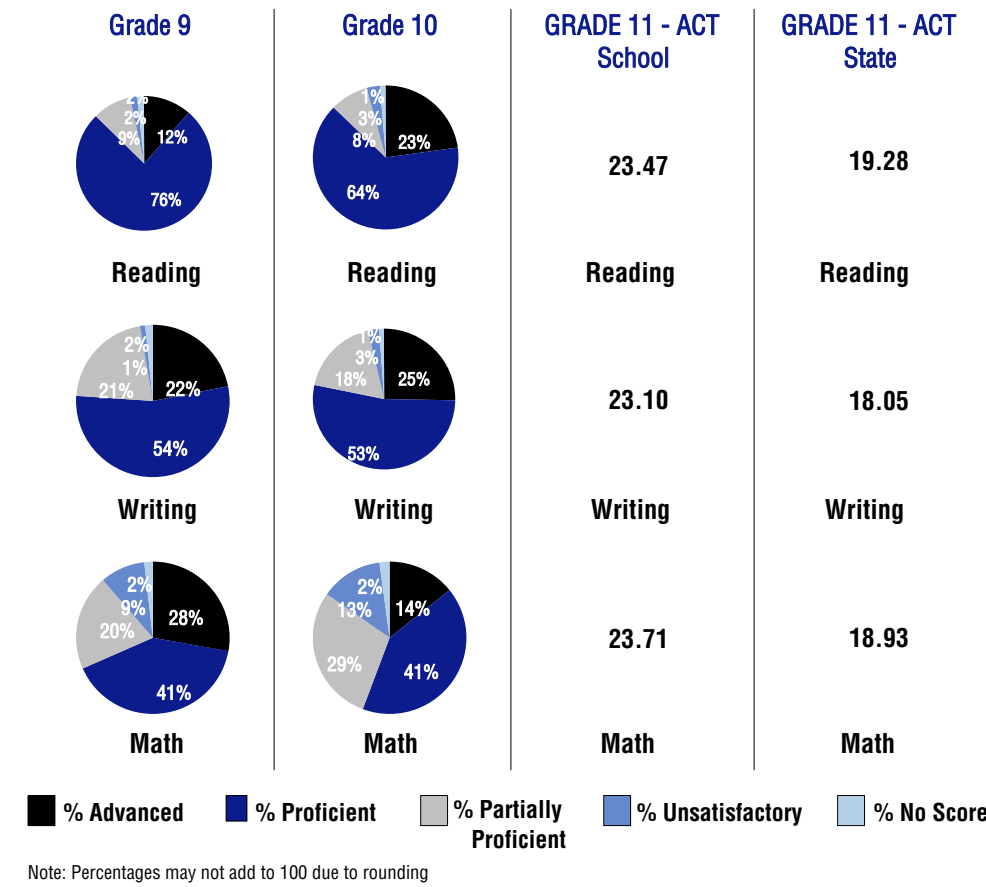 Grade 9
Grade 10
GRADE 11 - ACT
School
GRADE 11 - ACT
State
2%
2%
9%
12%
76%
1%
3%
8%
23%
64%
23.47
19.28
Reading
Reading
Reading
Reading
2%
1%
21%
22%
54%
1%
3%
18%
25%
53%
23.10
18.05
Writing
Writing
Writing
Writing
2%
9%
20%
28%
41%
2%
13%
14%
29%
41%
23.71
18.93
Math
Math
Math
Math
% Advanced
% Proficient
% Partially
Proficient
% Unsatisfactory
% No Score
Note: Percentages may not add to 100 due to rounding